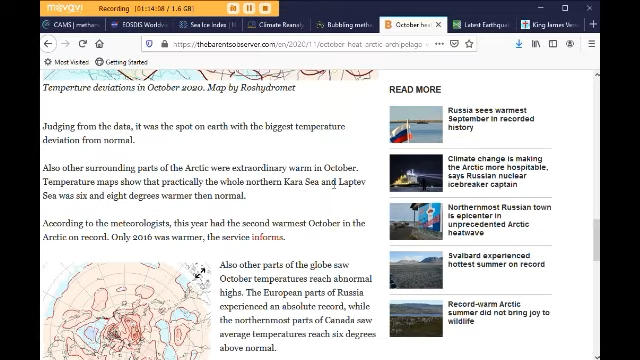 movavi
Recording
01:14:08 / 1.6 GB
CAMS | metha
EOSDIS Worldvi
Sea Ice Index | S
Climate Reanaly
Bubbling metho
October heat
Latest Earthqual
King James Vers
https://thebarentsobserver.com/en/2020/11/october-heat-arctic-archipelago
Most Visited
Getting Started
Temperture deviations in October 2020. Map by Roshydromet
Judging from the data, it was the spot on earth with the biggest temperature
deviation from normal.
Also other surrounding parts of the Arctic were extraordinary warm in October.
Temperature maps show that practically the whole northern Kara Sea and Laptev
Sea was six and eight degrees warmer then normal.
According to the meteorologists, this year had the second warmest October in the
Arctic on record. Only 2016 was warmer, the service informs.
Also other parts of the globe saw
October temperatures reach abnormal
highs. The European parts of Russia
experienced an absolute record, while
the northernmost parts of Canada saw
average temperatures reach six degrees
above normal.
READ MORE
Russia sees warmest
September in recorded
history
Climate change is making
the Arctic more hospitable,
says Russian nuclear
icebreaker captain
Northernmost Russian town
is epicenter in
unprecedented Arctic
heatwave
Svalbard experienced
hottest summer on record
Record-warm Arctic
summer did not bring joy to
wildlife